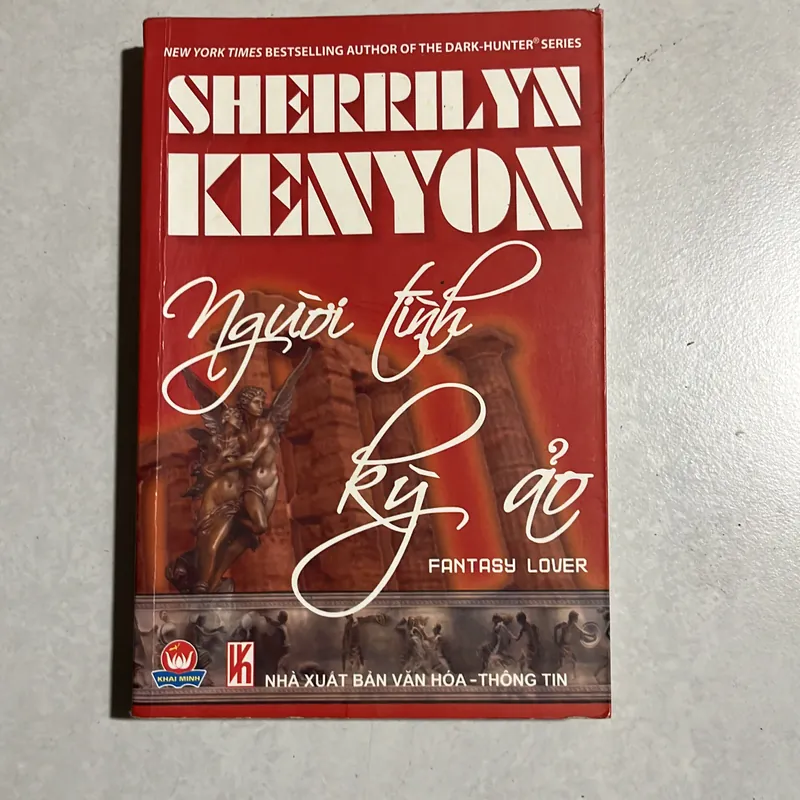 NEW YORK TIMES BESTSELLING AUTHOR OF THE DARK-HUNTER® SERIES
SHERRILYN
KENYON
Người tình
kỳ ảo
FANTASY LOVER
KHAI MINH
NHÀ XUẤT BẢN VĂN HÓA-THÔNG TIN